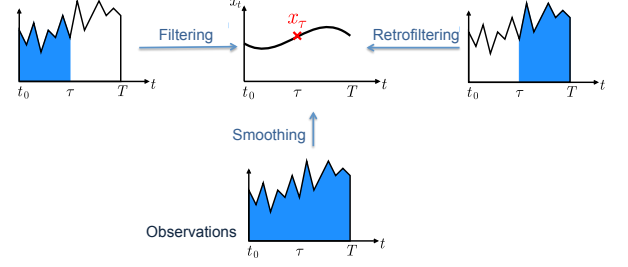 x_t
Filtering
x_τ
Retrofiltering
t_0 τ T t
t_0 τ T t
t_0 τ T t
Smoothing
Observations
t_0 τ T t